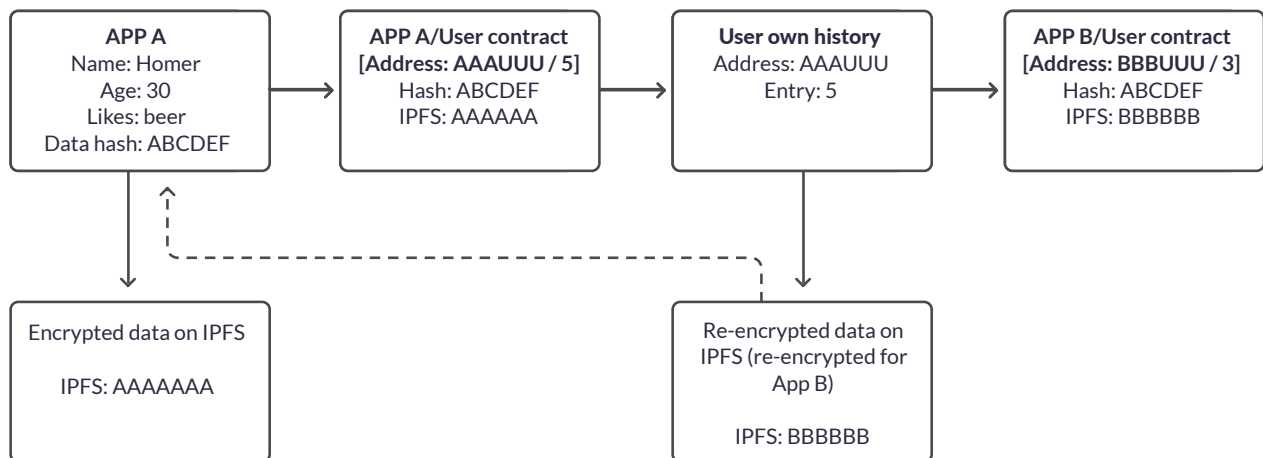 APP A
Name: Homer
Age: 30
Likes: beer
Data hash: ABCDEF
APP A/User contract
[Address: AAAUUU / 5]
Hash: ABCDEF
IPFS: AAAAAA
User own history
Address: AAAUUU
Entry: 5
APP B/User contract
[Address: BBBUUU / 3]
Hash: ABCDEF
IPFS: BBBBBB
Encrypted data on IPFS
IPFS: AAAAAAA
Re-encrypted data on
IPFS (re-encrypted for
App B)
IPFS: BBBBBB